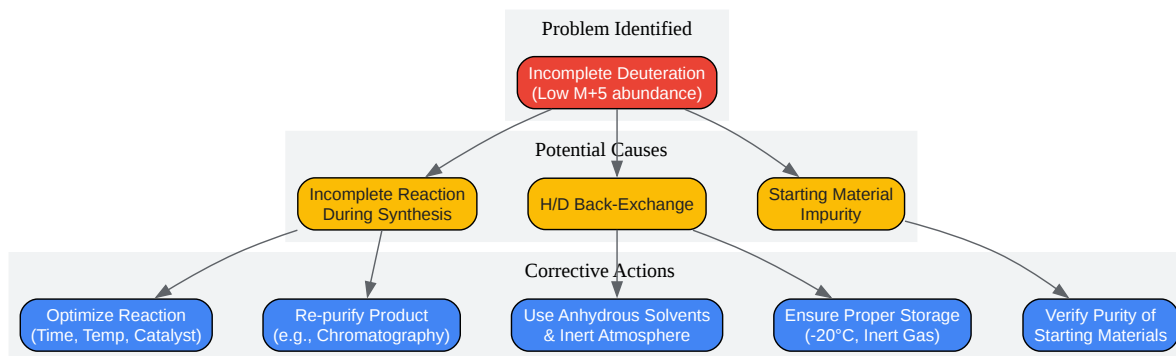 Problem Identified
Incomplete Deuteration
(Low M+5 abundance)
Potential Causes
Incomplete Reaction
During Synthesis
H/D Back-Exchange
Starting Material
Impurity
Corrective Actions
Optimize Reaction
(Time, Temp, Catalyst)
Re-purify Product
(e.g., Chromatography)
Use Anhydrous Solvents
& Inert Atmosphere
Ensure Proper Storage
(-20°C, Inert Gas)
Verify Purity of
Starting Materials